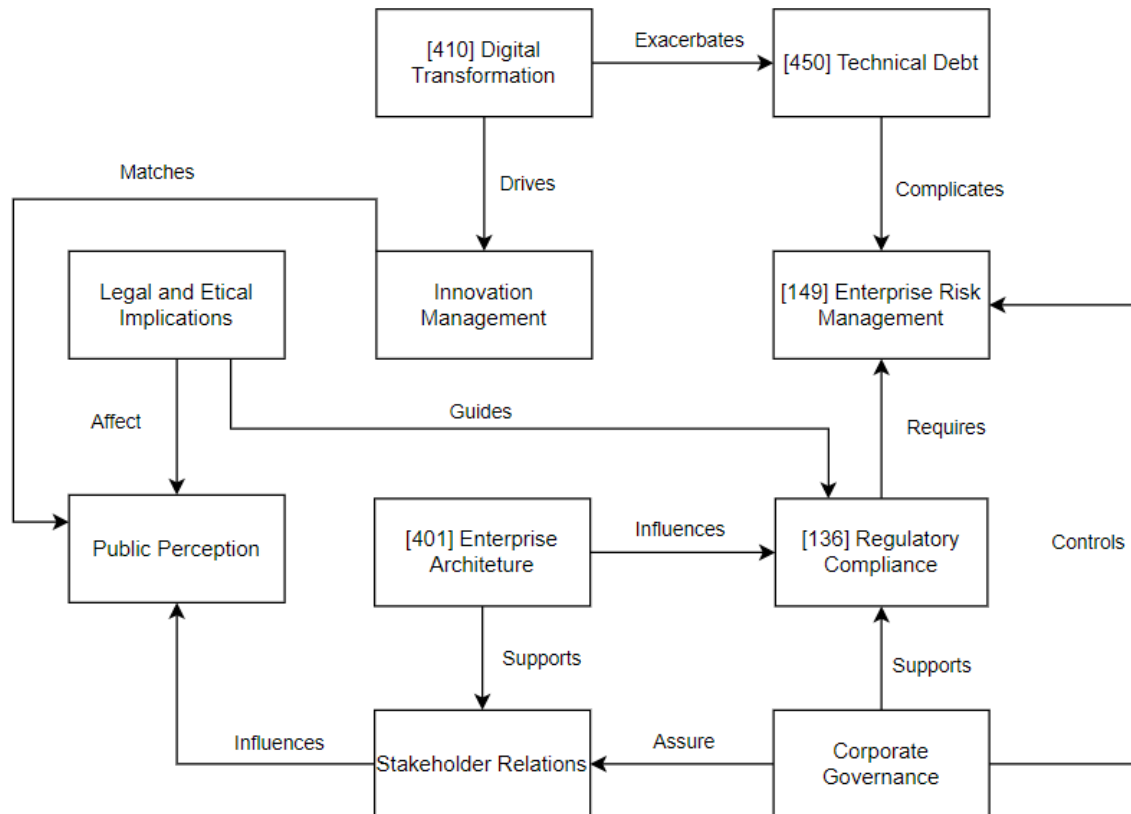 [410] Digital
Transformation
Exacerbates
[450] Technical Debt
Matches
Drives
Complicates
Legal and Etical
Implications
Innovation
Management
[149] Enterprise Risk
Management
Affect
Guides
Requires
Public Perception
[401] Enterprise
Architeture
Influences
[136] Regulatory
Compliance
Controls
Supports
Supports
Influences
Stakeholder Relations
Assure
Corporate
Governance